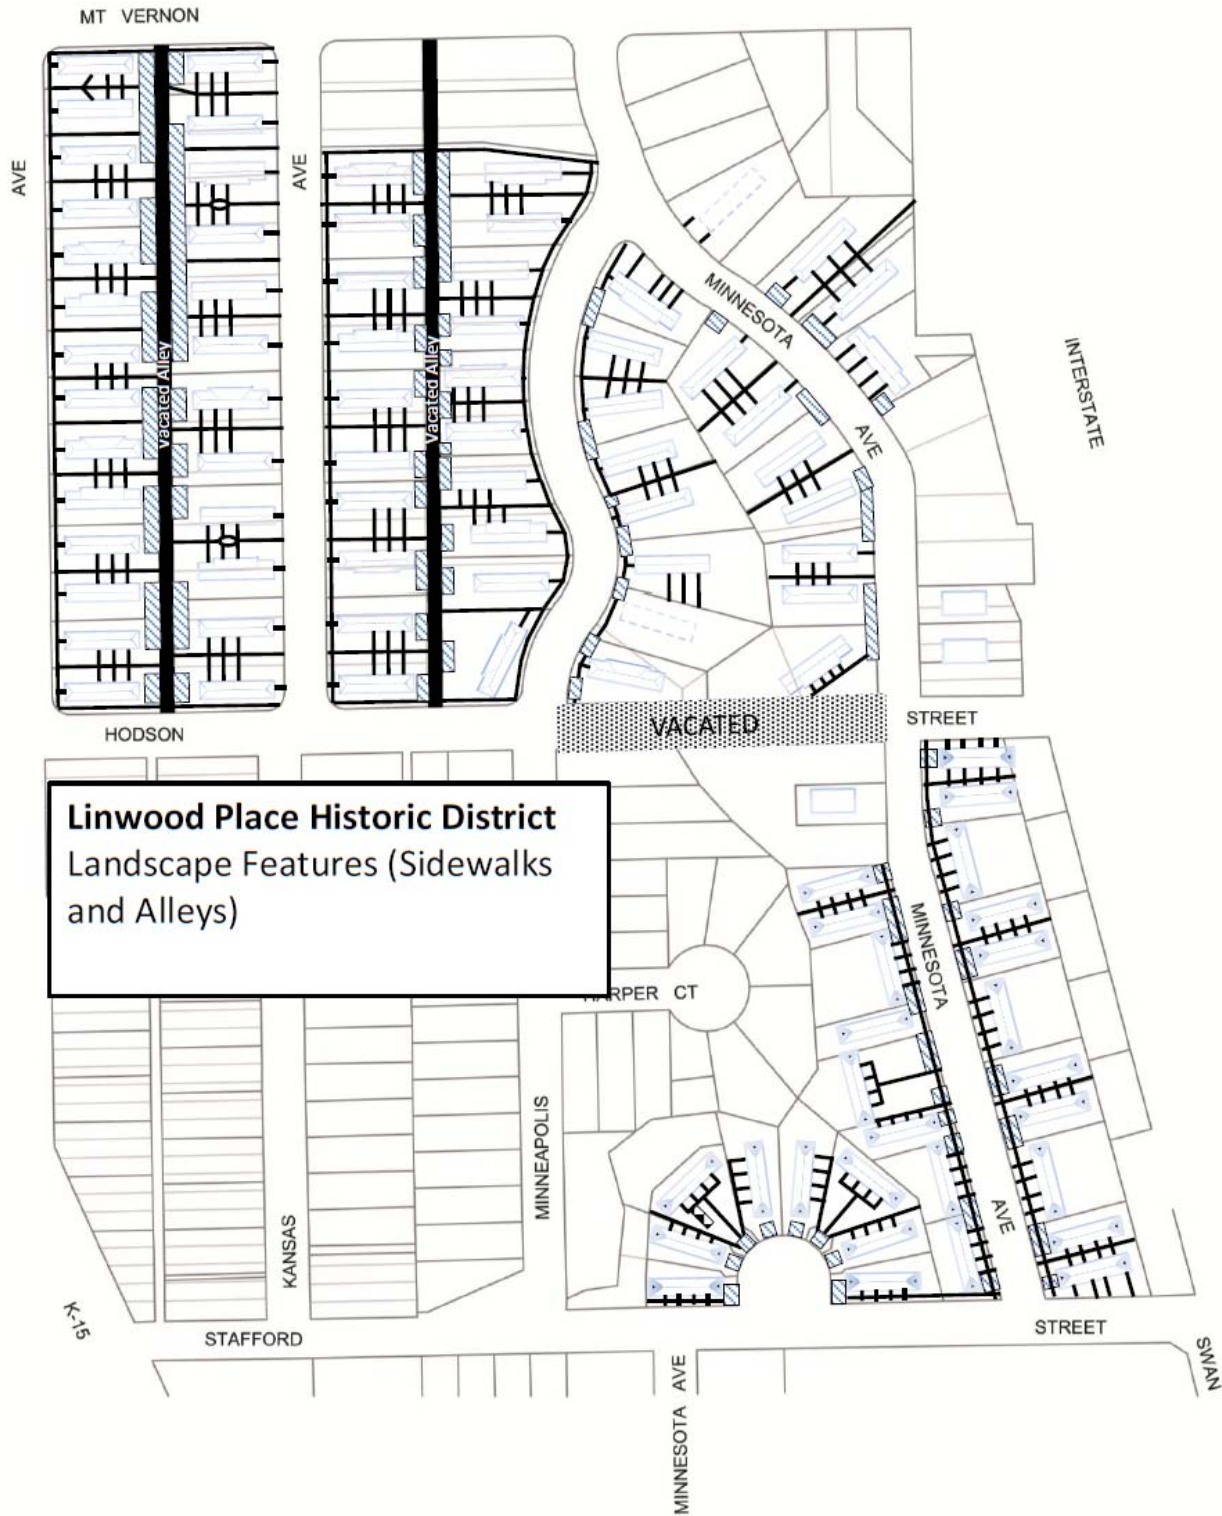 MT VERNON
AVE
AVE
MINNESOTA
AVE
INTERSTATE
Vacated Alley
Vacated Alley
HODSON
VACATED
STREET
Linwood Place Historic District
Landscape Features (Sidewalks
and Alleys)
HARPER CT
MINNESOTA
AVE
MINNEAPOLIS
KANSAS
K-15
STAFFORD
STREET
SWAN
MINNESOTA AVE